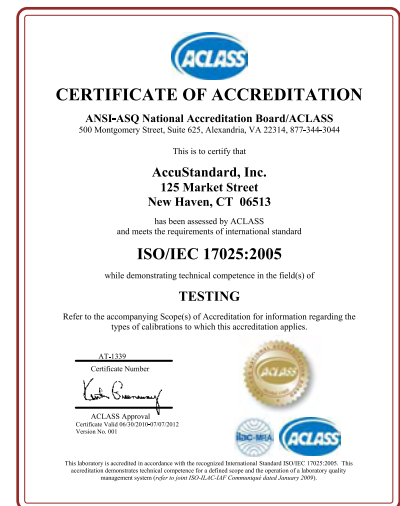 ACLASS
CERTIFICATE OF ACCREDITATION
ANSI-ASQ National Accreditation Board/ACLASS
500 Montgomery Street, Suite 625, Alexandria, VA 22314, 877-344-3044
This is to certify that
AccuStandard, Inc.
125 Market Street
New Haven, CT 06513
has been assessed by ACLASS
and meets the requirements of international standard
ISO/IEC 17025:2005
while demonstrating technical competence in the field(s) of
TESTING
Refer to the accompanying Scope(s) of Accreditation for information regarding the
types of calibrations to which this accreditation applies.
AT-1339
Certificate Number
ACLASS Approval
Certificate Valid 06/30/2010-07/07/2012
Version No. 001
ACLASS
ilac-MRA
ACLASS
This laboratory is accredited in accordance with the recognized International Standard ISO/IEC 17025:2005. This
accreditation demonstrates technical competence for a defined scope and the operation of a laboratory quality
management system (refer to joint ISO-ILAC-IAF Communiqué dated January 2009).